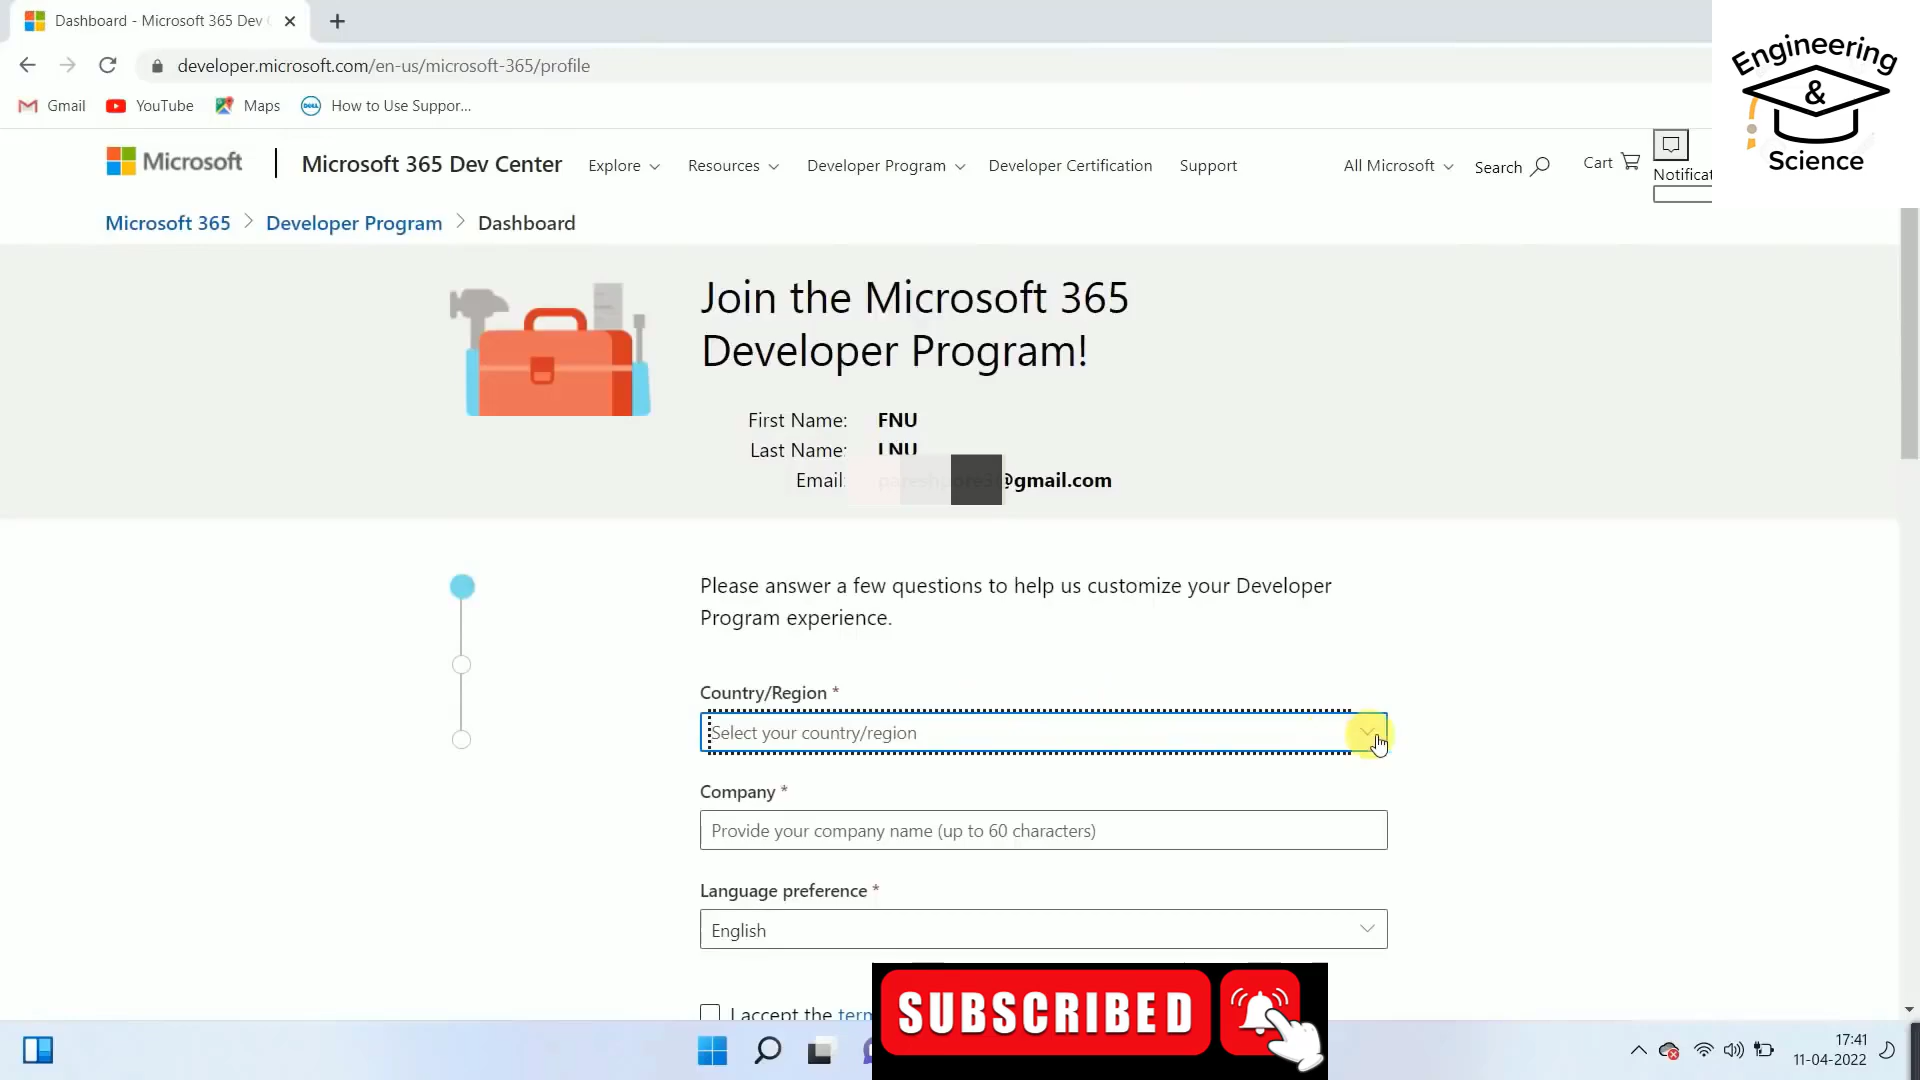 Dashboard - Microsoft 365 Dev
developer.microsoft.com/en-us/microsoft-365/profile
Gmail YouTube Maps How to Use Suppor...
Engineering
&
Science
Microsoft Microsoft 365 Dev Center Explore Resources Developer Program Developer Certification Support All Microsoft Search Cart
Notificat
Microsoft 365 > Developer Program > Dashboard
Join the Microsoft 365
Developer Program!
First Name: FNU
Last Name: LNU
Email: @gmail.com
Please answer a few questions to help us customize your Developer
Program experience.
Country/Region *
Select your country/region
Company *
Provide your company name (up to 60 characters)
Language preference *
English
I accept the term
SUBSCRIBED
17:41
11-04-2022